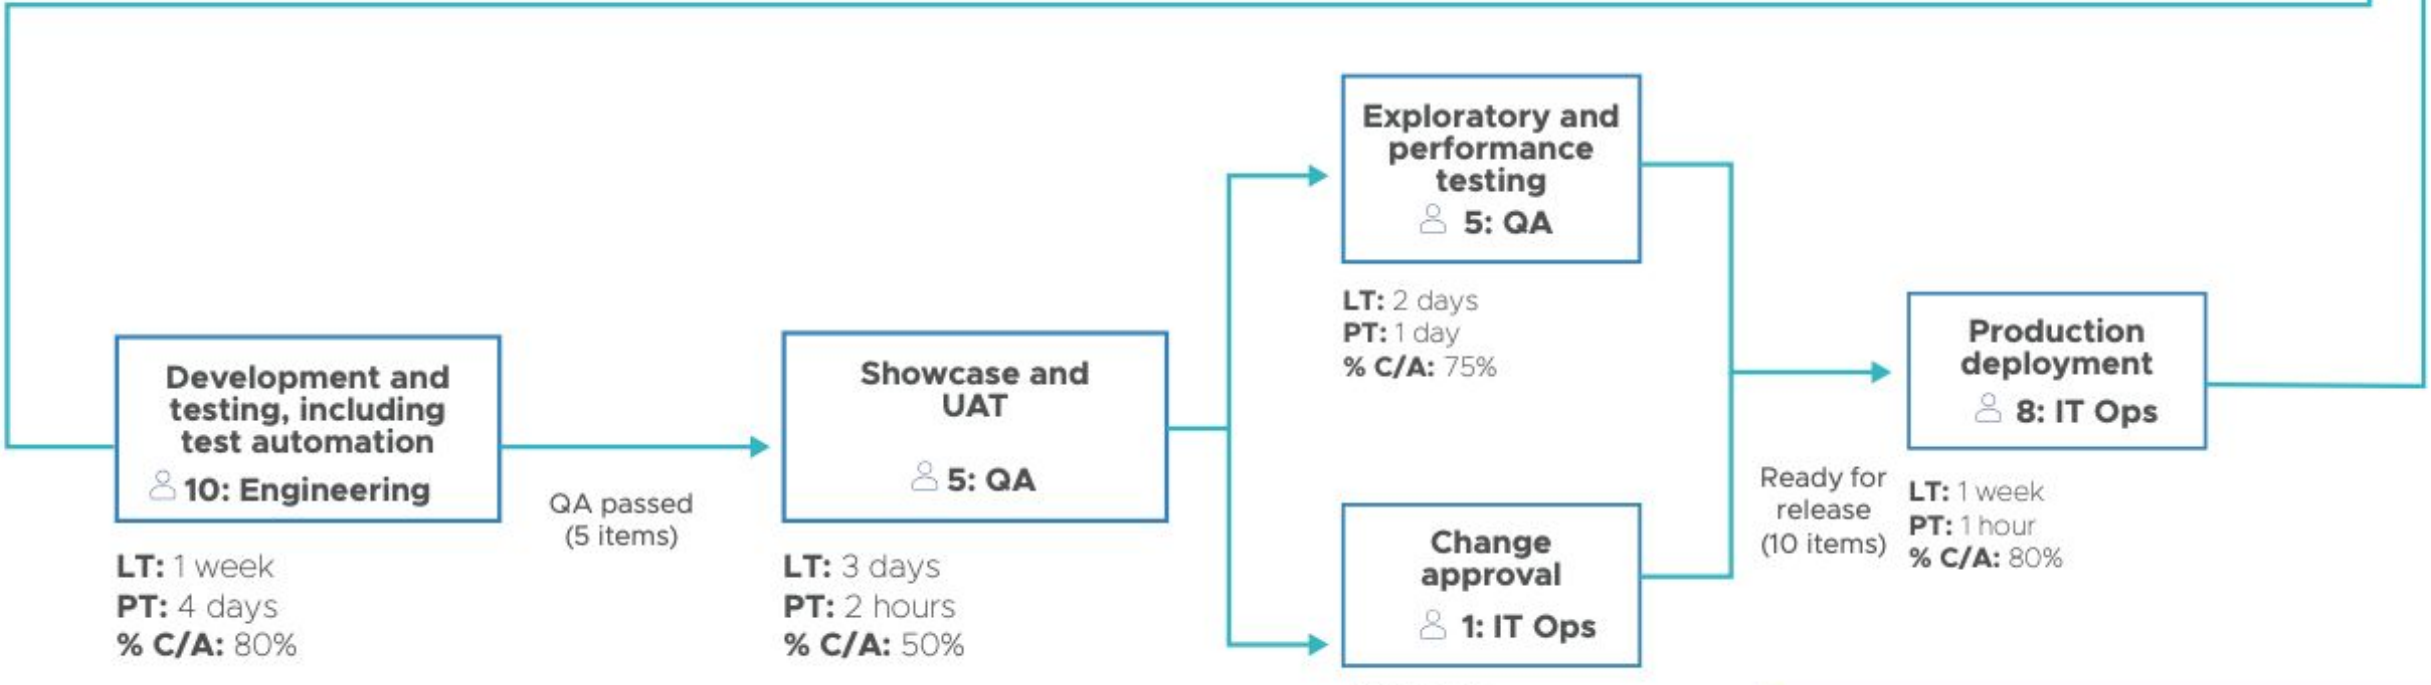 Development and
testing, including
test automation
10: Engineering
LT: 1 week
PT: 4 days
% C/A: 80%
QA passed
(5 items)
Showcase and
UAT
5: QA
LT: 3 days
PT: 2 hours
% C/A: 50%
Exploratory and
performance
testing
5: QA
LT: 2 days
PT: 1 day
% C/A: 75%
Change
approval
1: IT Ops
Ready for
release
(10 items)
Production
deployment
8: IT Ops
LT: 1 week
PT: 1 hour
% C/A: 80%